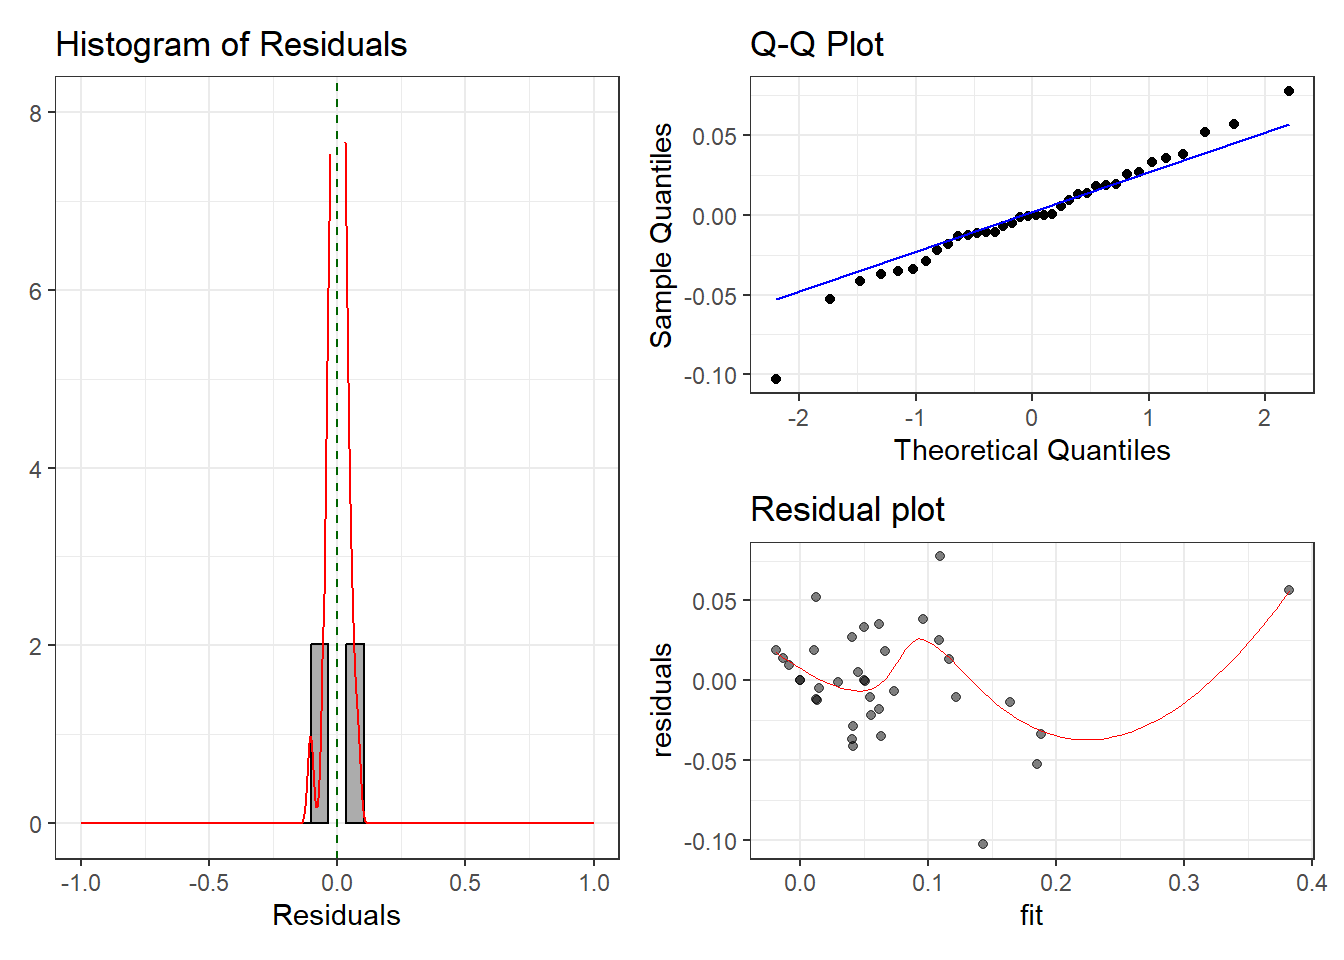 Histogram of Residuals
8
6
4
2
0
-1.0 -0.5 0.0 0.5 1.0
Residuals
Q-Q Plot
Sample Quantiles
0.05
0.00
-0.05
-0.10
-2 -1 0 1 2
Theoretical Quantiles
Residual plot
residuals
0.05
0.00
-0.05
-0.10
0.0 0.1 0.2 0.3 0.4
fit